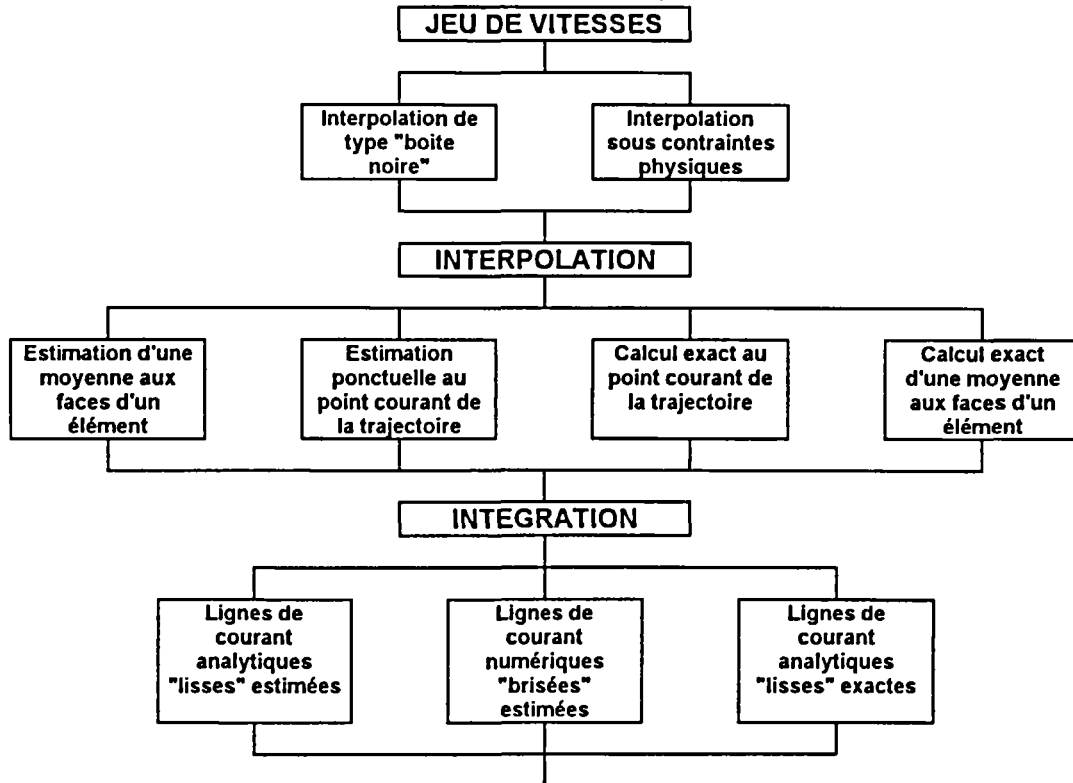 JEU DE VITESSES
Interpolation de
type "boite
noire"
Interpolation
sous contraintes
physiques
INTERPOLATION
Estimation d'une
moyenne aux
faces d'un
élément
Estimation
ponctuelle au
point courant de
la trajectoire
Calcul exact au
point courant de
la trajectoire
Calcul exact
d'une moyenne
aux faces d'un
élément
INTEGRATION
Lignes de
courant
analytiques
"lisses" estimées
Lignes de
courant
numériques
"brisées"
estimées
Lignes de
courant
analytiques
"lisses" exactes